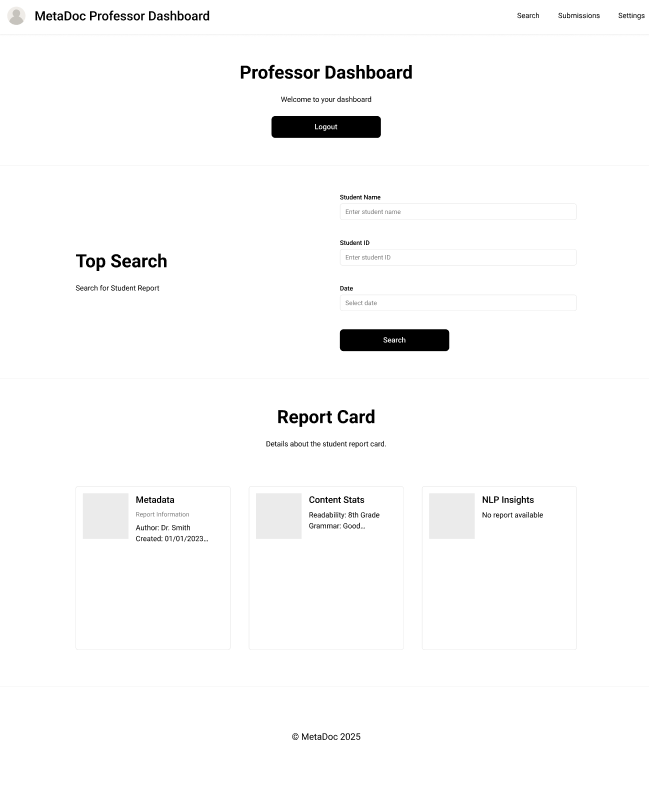 MetaDoc Professor Dashboard
Search Submissions Settings
Professor Dashboard
Welcome to your dashboard
Logout
Top Search
Search for Student Report
Student Name
Enter student name
Student ID
Enter student ID
Date
Select date
Search
Report Card
Details about the student report card.
Metadata
Report Information
Author: Dr. Smith
Created: 01/01/2023...
Content Stats
Readability: 8th Grade
Grammar: Good...
NLP Insights
No report available
© MetaDoc 2025